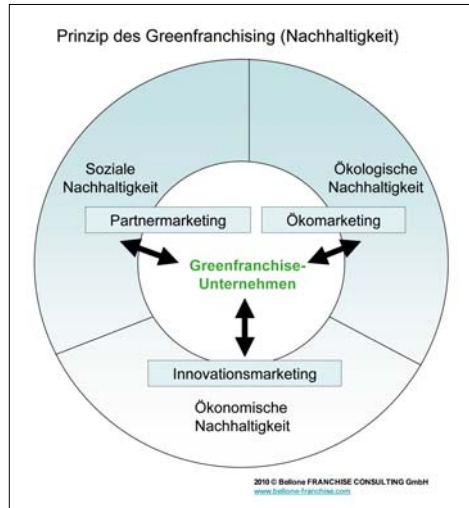 Prinzip des Greenfranchising (Nachhaltigkeit)
Soziale
Nachhaltigkeit
Ökologische
Nachhaltigkeit
Partnermarketing
Ökomarketing
Greenfranchise-
Unternehmen
Innovationsmarketing
Ökonomische
Nachhaltigkeit
2010 © Bellone FRANCHISE CONSULTING GmbH
www.bellone-franchise.com